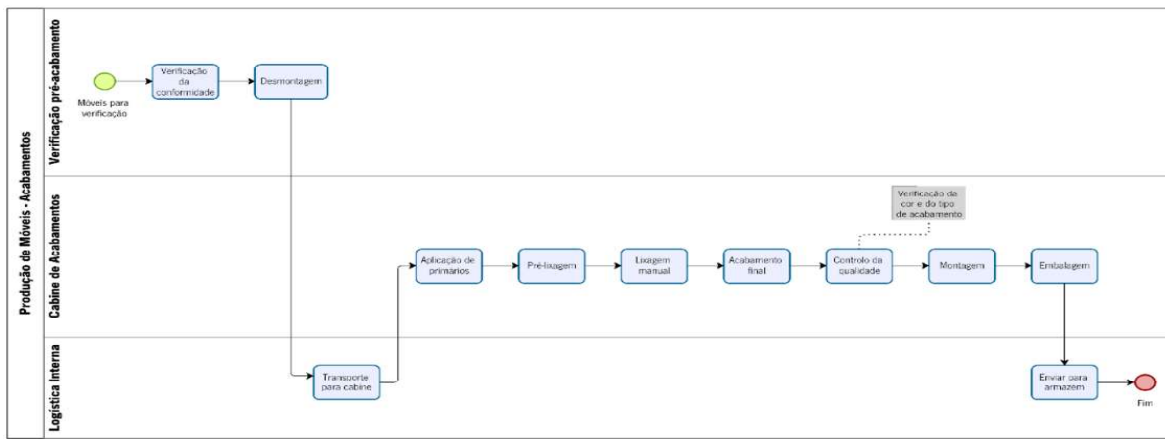 Produção de Móveis - Acabamentos
Verificação pré-acabamento
Móveis para
verificação
Verificação
da
conformidade
Desmontagem
Cabine de Acabamentos
Aplicação de
primários
Pré-lixagem
Lixagem
manual
Acabamento
final
Verificação da
cor e do tipo
de acabamento
Controlo da
qualidade
Montagem
Embalagem
Logística Interna
Transporte
para cabine
Enviar para
armazem
Fim